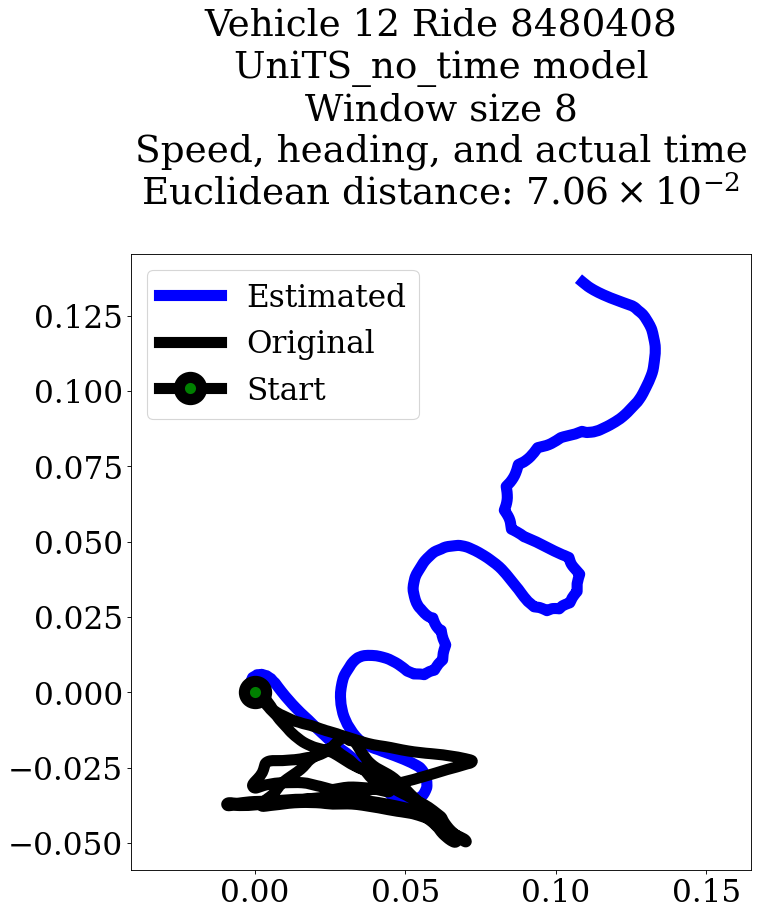 Vehicle 12 Ride 8480408
UniTS_no_time model
Window size 8
Speed, heading, and actual time
Euclidean distance: 7.06 × 10⁻²
Estimated
Original
Start
0.125
0.100
0.075
0.050
0.025
0.000
−0.025
−0.050
0.00 0.05 0.10 0.15